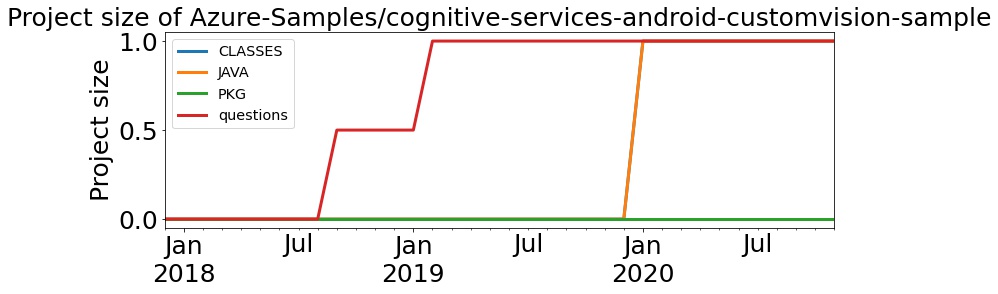 Project size of Azure-Samples/cognitive-services-android-customvision-sample
Project size
1.0
0.5
0.0
CLASSES
JAVA
PKG
questions
Jan
2018
Jul
Jan
2019
Jul
Jan
2020
Jul